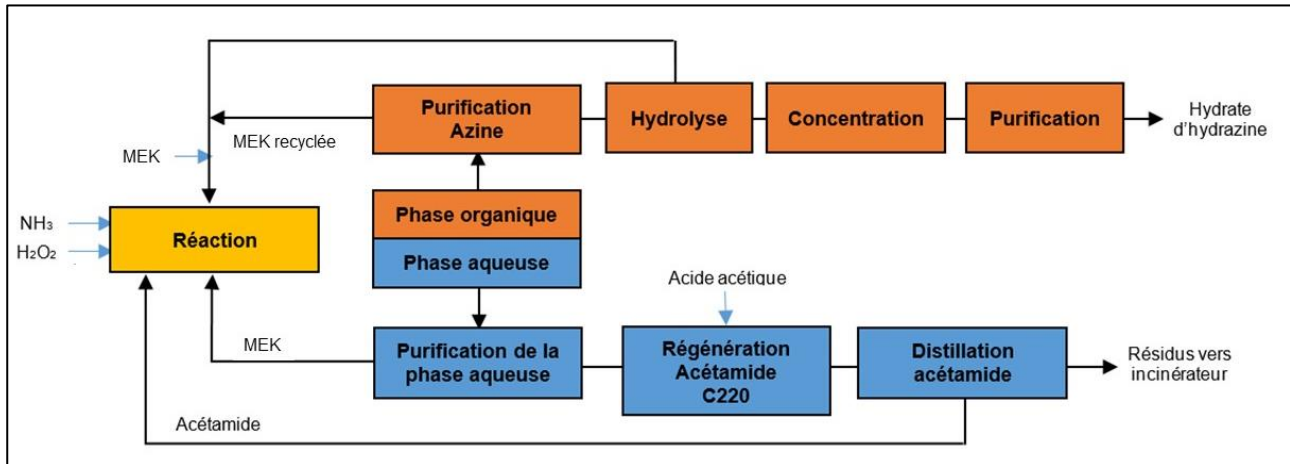 Purification
Azine
Hydrolyse
Concentration
Purification
Hydrate
d’hydrazine
MEK recyclée
MEK
NH₃
H₂O₂
Réaction
Phase organique
Phase aqueuse
Acide acétique
MEK
Purification de la
phase aqueuse
Régénération
Acétamide
C220
Distillation
acétamide
Résidus vers
incinérateur
Acétamide